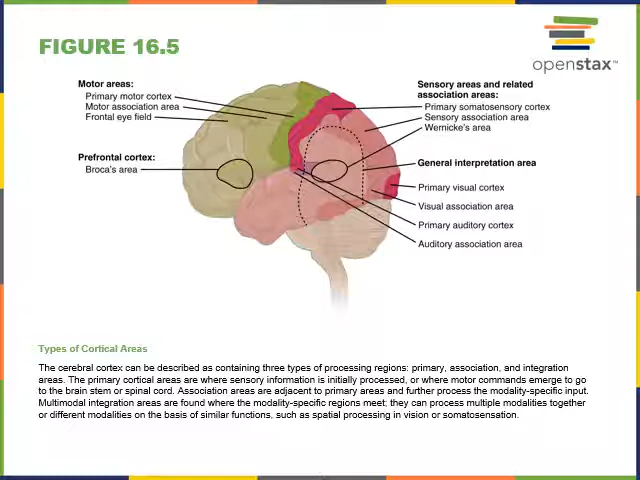 FIGURE 16.5
openstax™
Motor areas:
Primary motor cortex
Motor association area
Frontal eye field
Prefrontal cortex:
Broca's area
Sensory areas and related
association areas:
Primary somatosensory cortex
Sensory association area
Wernicke's area
General interpretation area
Primary visual cortex
Visual association area
Primary auditory cortex
Auditory association area
Types of Cortical Areas
The cerebral cortex can be described as containing three types of processing regions: primary, association, and integration
areas. The primary cortical areas are where sensory information is initially processed, or where motor commands emerge to go
to the brain stem or spinal cord. Association areas are adjacent to primary areas and further process the modality-specific input.
Multimodal integration areas are found where the modality-specific regions meet; they can process multiple modalities together
or different modalities on the basis of similar functions, such as spatial processing in vision or somatosensation.